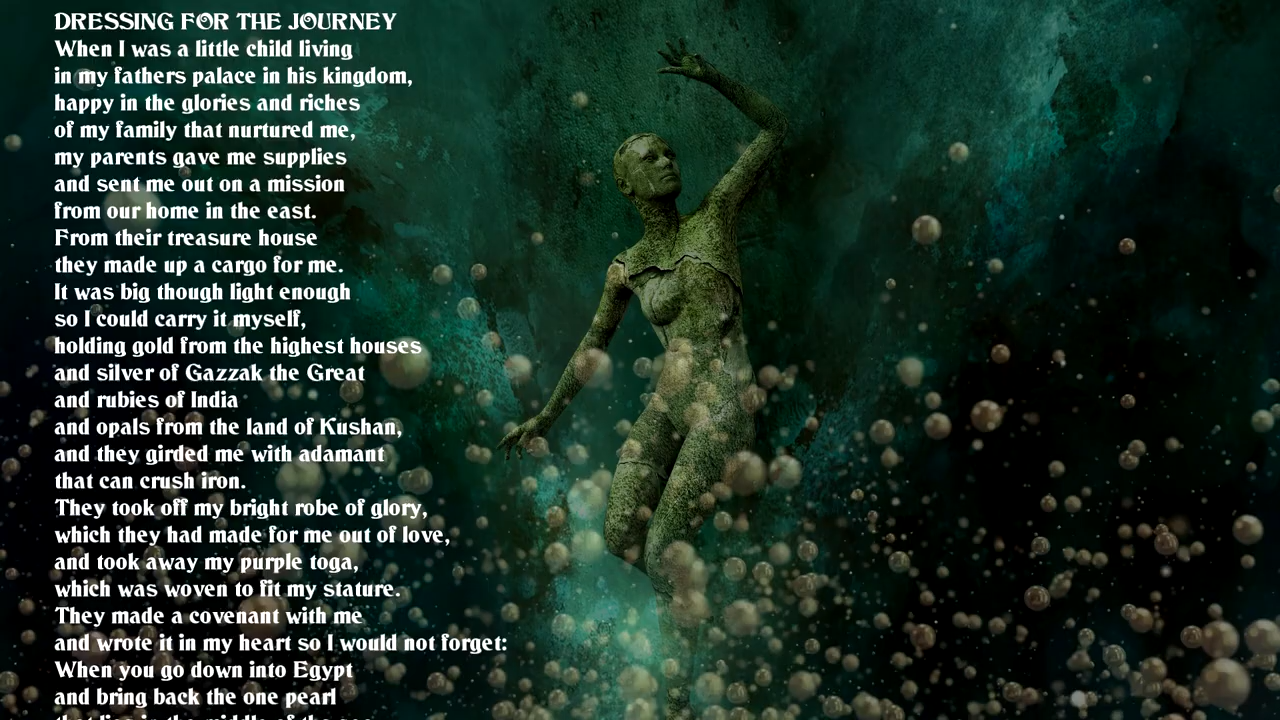 DRESSING FOR THE JOURNEY
When I was a little child living
in my fathers palace in his kingdom,
happy in the glories and riches
of my family that nurtured me,
my parents gave me supplies
and sent me out on a mission
from our home in the east.
From their treasure house
they made up a cargo for me.
It was big though light enough
so I could carry it myself,
holding gold from the highest houses
and silver of Gazzak the Great
and rubies of India
and opals from the land of Kushan,
and they girded me with adamant
that can crush iron.
They took off my bright robe of glory,
which they had made for me out of love,
and took away my purple toga,
which was woven to fit my stature.
They made a covenant with me
and wrote it in my heart so I would not forget:
When you go down into Egypt
and bring back the one pearl
that lies in the middle of the sea